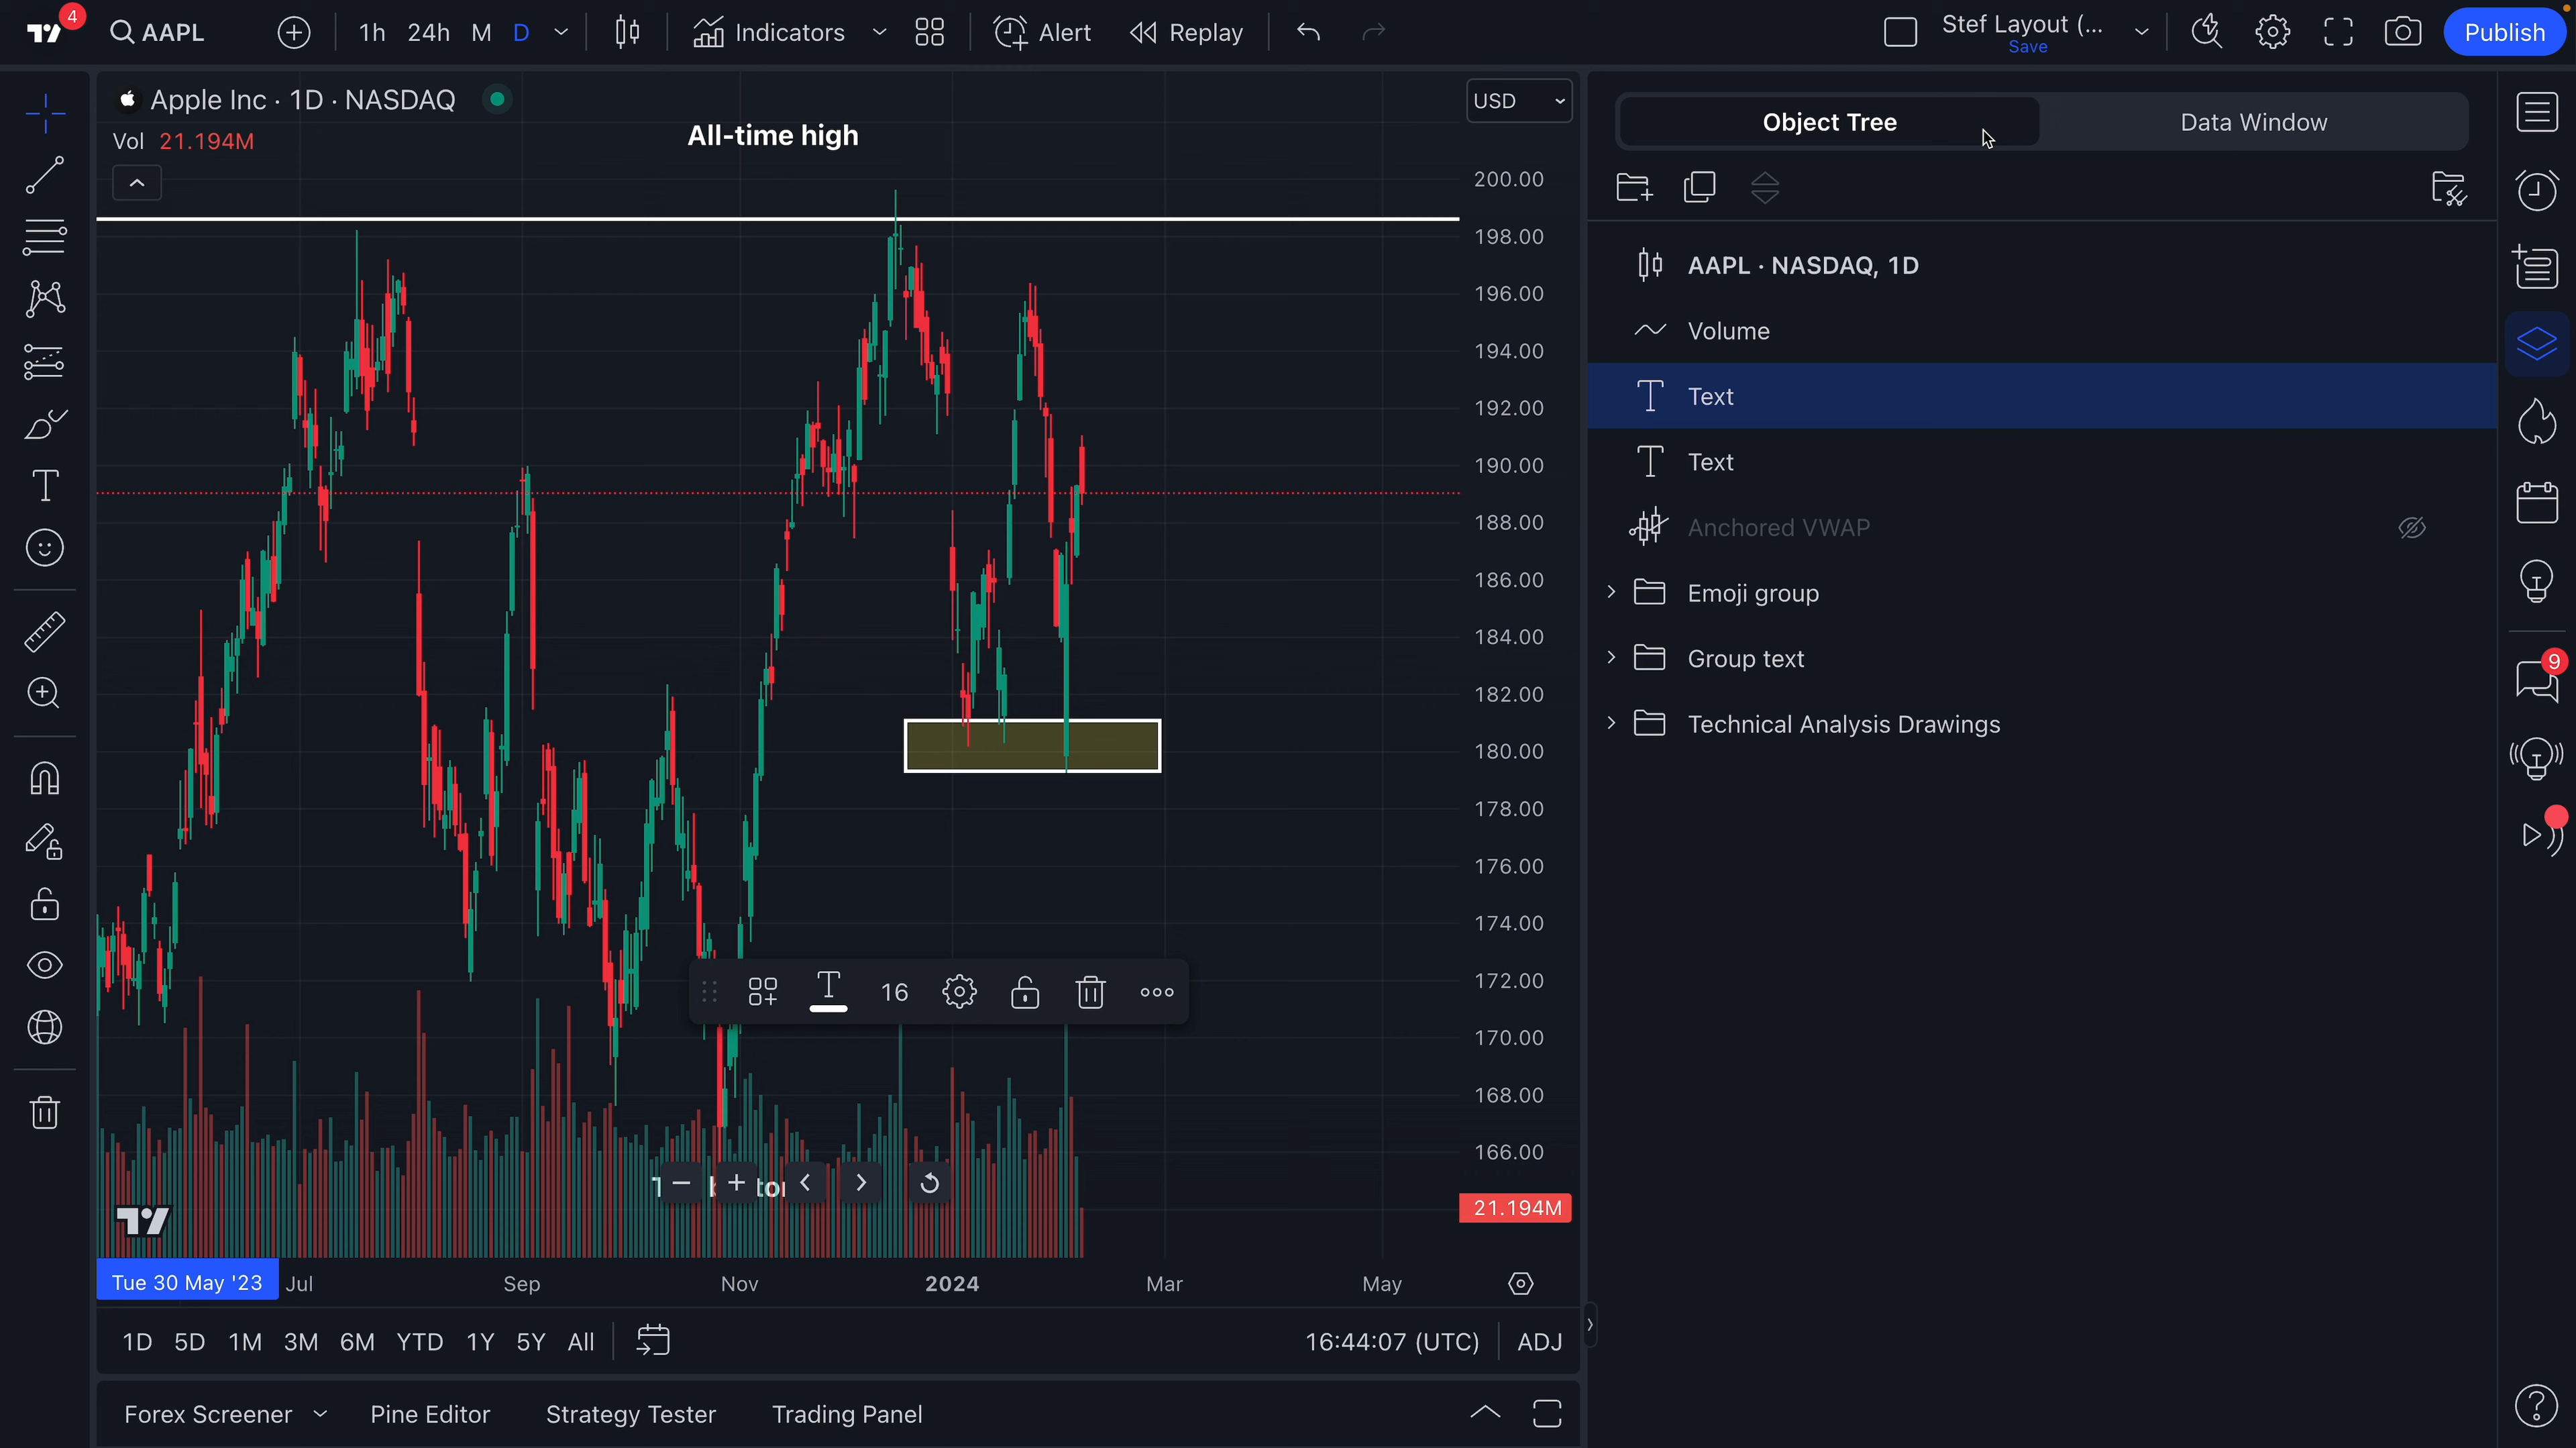 4
AAPL
1h 24h M D
Indicators
Alert
Replay
Stef Layout (...
Save
Publish
Apple Inc · 1D · NASDAQ
USD
Vol 21.194M
All-time high
200.00
198.00
196.00
194.00
192.00
190.00
188.00
186.00
184.00
182.00
180.00
178.00
176.00
174.00
172.00
170.00
168.00
166.00
21.194M
16
Tue 30 May '23
Jul
Sep
Nov
2024
Mar
May
1D 5D 1M 3M 6M YTD 1Y 5Y All
16:44:07 (UTC)
ADJ
Forex Screener
Pine Editor
Strategy Tester
Trading Panel
Object Tree
Data Window
AAPL · NASDAQ, 1D
Volume
Text
Text
Anchored VWAP
Emoji group
Group text
Technical Analysis Drawings
9